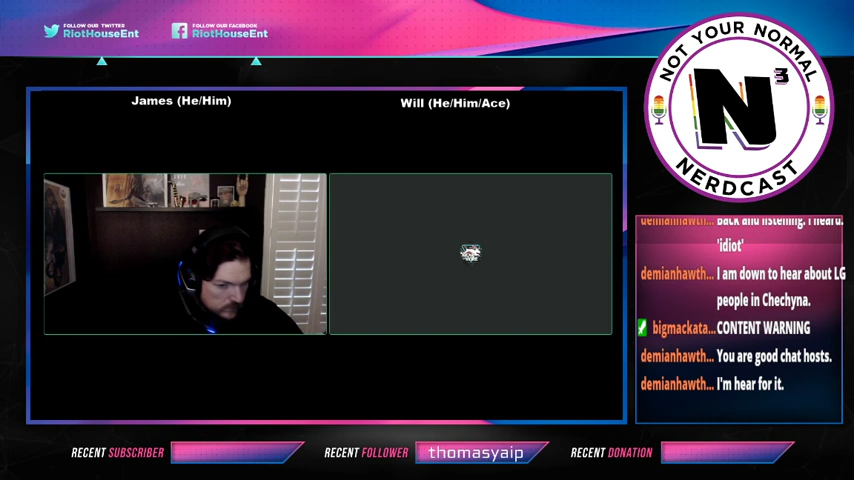 FOLLOW OUR TWITTER
RiotHouseEnt
FOLLOW OUR FACEBOOK
RiotHouseEnt
NOT YOUR NORMAL
N3
NERDCAST
James (He/Him)
Will (He/Him/Ace)
demianhawth... Back and listening. I heard.
'idiot'
demianhawth... I am down to hear about LG
people in Chechyna.
bigmackata... CONTENT WARNING
demianhawth... You are good chat hosts.
demianhawth... I'm hear for it.
RECENT SUBSCRIBER
RECENT FOLLOWER thomasyaip
RECENT DONATION